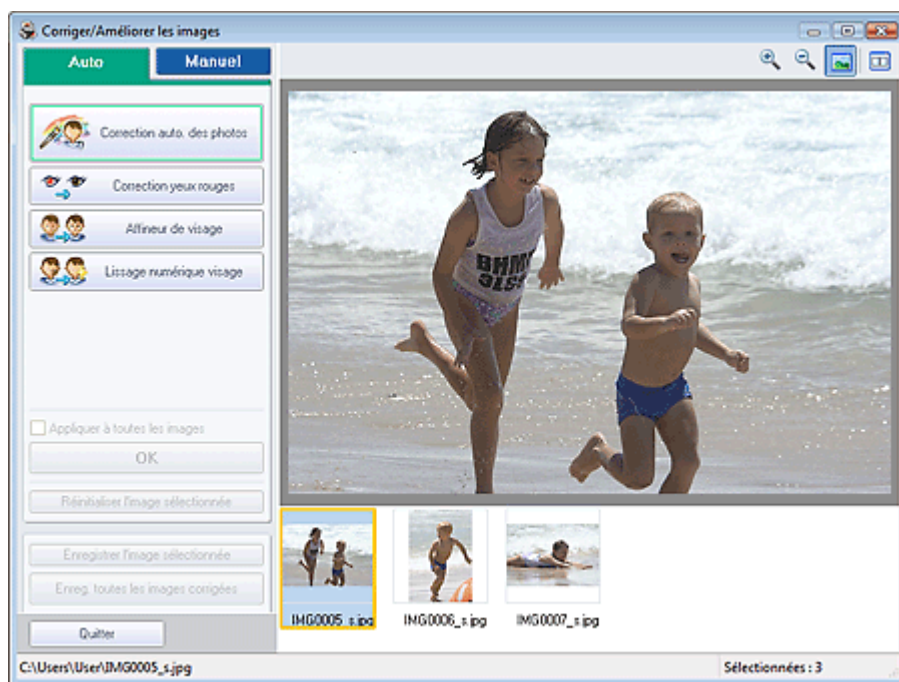 Corriger/Améliorer les images
Auto
Manuel
Correction auto. des photos
Correction yeux rouges
Affineur de visage
Lissage numérique visage
Appliquer à toutes les images
OK
Réinitialiser l'image sélectionnée
Enregistrer l'image sélectionnée
Enreg. toutes les images corrigées
Quitter
IMG0005_s.jpg
IMG0006_s.jpg
IMG0007_s.jpg
C:\Users\User\IMG0005_s.jpg
Sélectionnées : 3